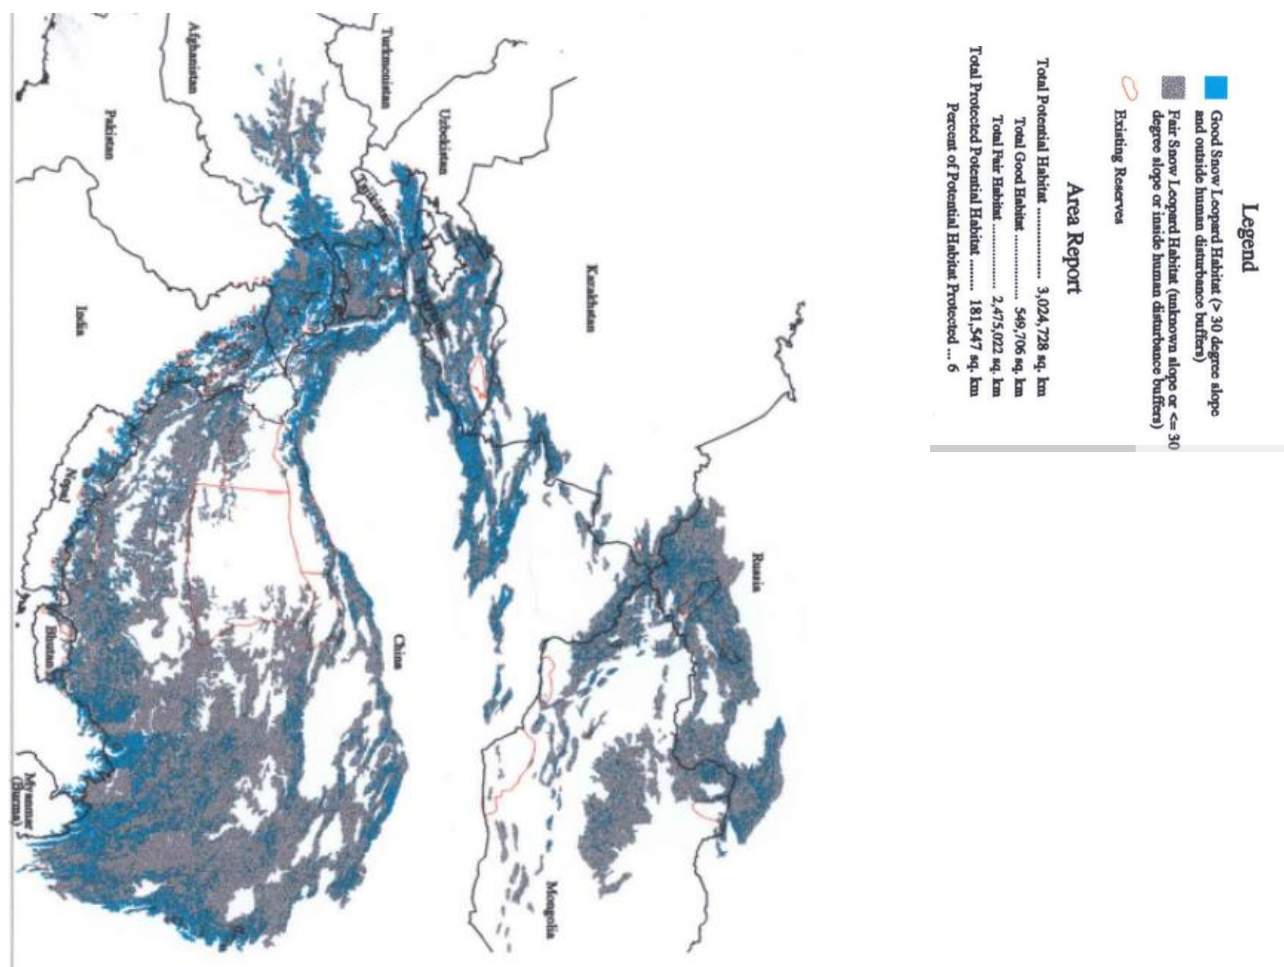 Legend
Good Snow Leopard Habitat (> 30 degree slope
and outside human disturbance buffers)
Fair Snow Leopard Habitat (unknown slope or <= 30
degree slope or inside human disturbance buffers)
Existing Reserves
Area Report
Total Potential Habitat ................ 3,024,728 sq. km
Total Good Habitat ............ 549,706 sq. km
Total Fair Habitat ............. 2,475,022 sq. km
Total Protected Potential Habitat ........ 181,547 sq. km
Percent of Potential Habitat Protected ... 6
Russia
Kazakhstan
Mongolia
Uzbekistan
Turkmenistan
China
Tajikistan
Afghanistan
Pakistan
India
Nepal
Bhutan
Myanmar
(Burma)